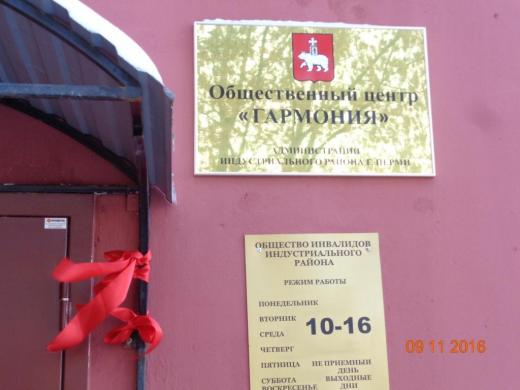 Общественный центр
«ГАРМОНИЯ»
АДМИНИСТРАЦИИ
ИНДУСТРИАЛЬНОГО РАЙОНА Г. ПЕРМИ
ОБЩЕСТВО ИНВАЛИДОВ
ИНДУСТРИАЛЬНОГО
РАЙОНА
РЕЖИМ РАБОТЫ
ПОНЕДЕЛЬНИК
ВТОРНИК
СРЕДА
ЧЕТВЕРГ
10-16
ПЯТНИЦА НЕ ПРИЕМНЫЙ
ДЕНЬ
СУББОТА ВЫХОДНЫЕ
ВОСКРЕСЕНЬЕ ДНИ
09 11 2016